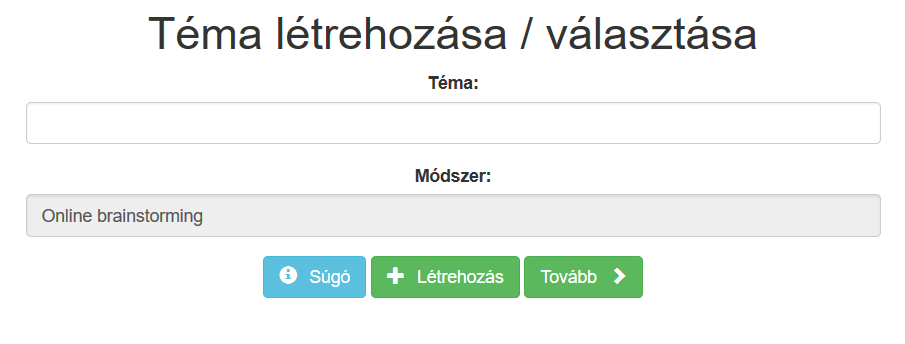 Téma létrehozása / választása
Téma:
Módszer:
Online brainstorming
Súgó
Létrehozás
Tovább